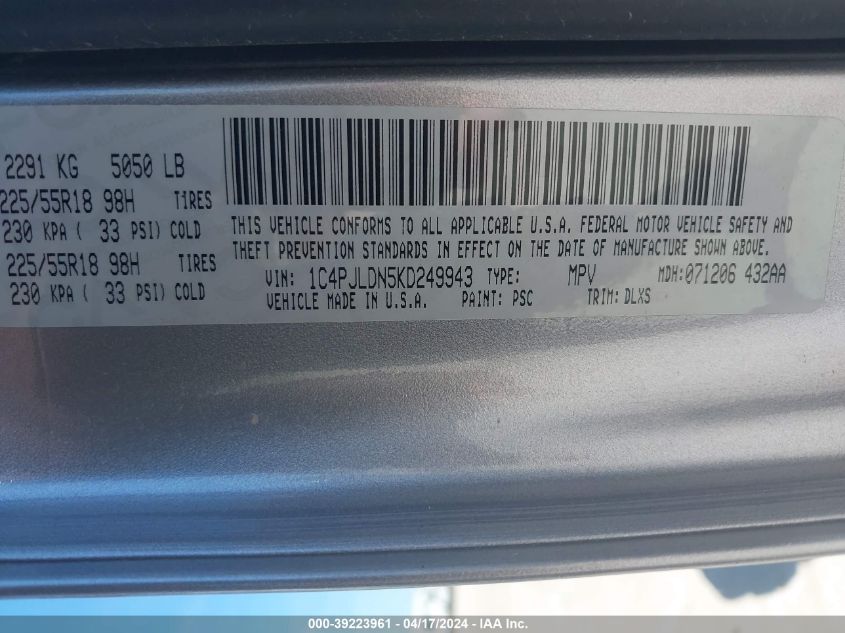 2291 KG 5050 LB
225/55R18 98H TIRES
230 KPA ( 33 PSI) COLD
225/55R18 98H TIRES
230 KPA ( 33 PSI) COLD
THIS VEHICLE CONFORMS TO ALL APPLICABLE U.S.A. FEDERAL MOTOR VEHICLE SAFETY AND
THEFT PREVENTION STANDARDS IN EFFECT ON THE DATE OF MANUFACTURE SHOWN ABOVE.
VIN: 1C4PJLDN5KD249943 TYPE: MPV MDH:071206 432AA
VEHICLE MADE IN U.S.A. PAINT: PSC TRIM: DLXS
000-39223961 - 04/17/2024 - IAA Inc.